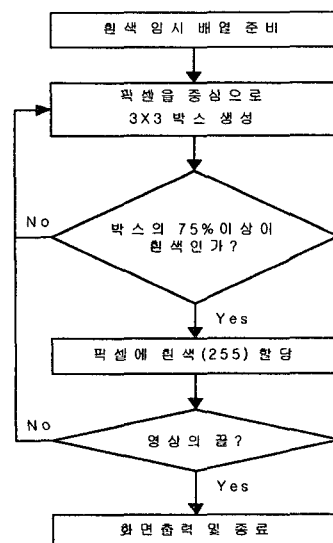 흰색 임시 배열 준비
픽셀을 중심으로
3X3 박스 생성
No
박스의 75%이상이
흰색인가?
Yes
픽셀에 흰색(255) 할당
No
영상의 끝?
Yes
화면출력 및 종료